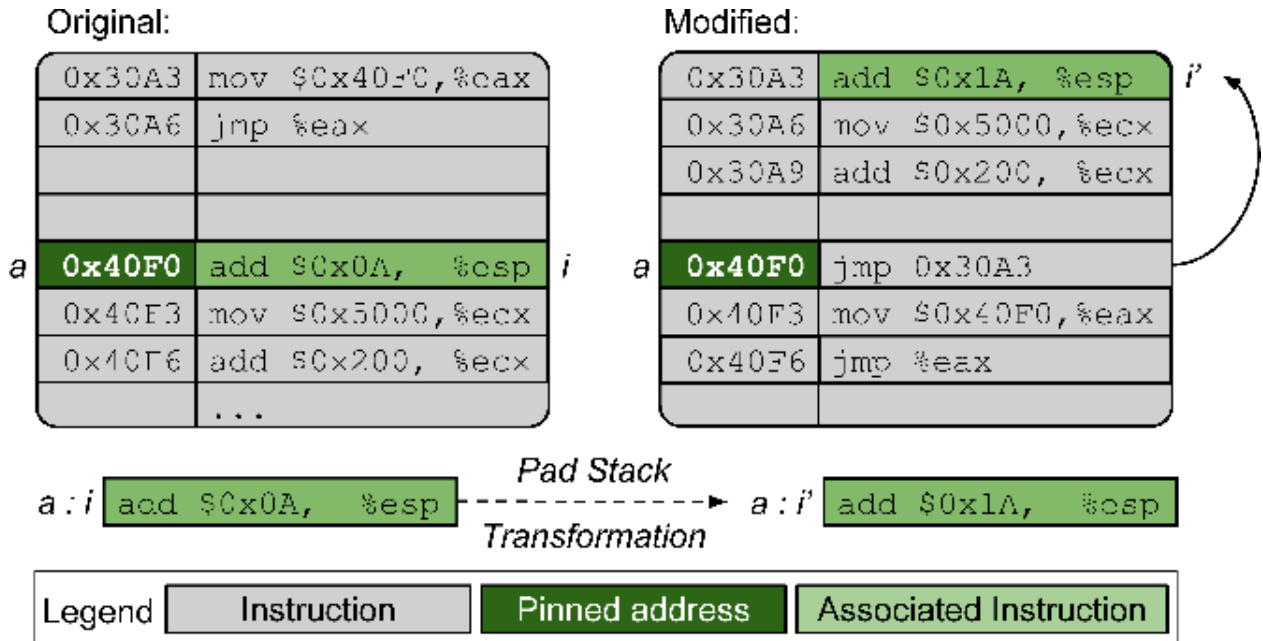 Original:
0x30A3 mov $0x40F0,%eax
0x30A6 jmp %eax
a 0x40F0 add $0x0A, %esp i
0x40F3 mov $0x5000,%ecx
0x40F6 add $0x200, %ecx
...
Modified:
0x30A3 add $0x1A, %esp i’
0x30A6 mov $0x5000,%ecx
0x30A9 add $0x200, %ecx
a 0x40F0 jmp 0x30A3
0x40F3 mov $0x40F0,%eax
0x40F6 jmp %eax
a : i add $0x0A, %esp
Pad Stack
Transformation
a : i’ add $0x1A, %esp
Legend Instruction Pinned address Associated Instruction